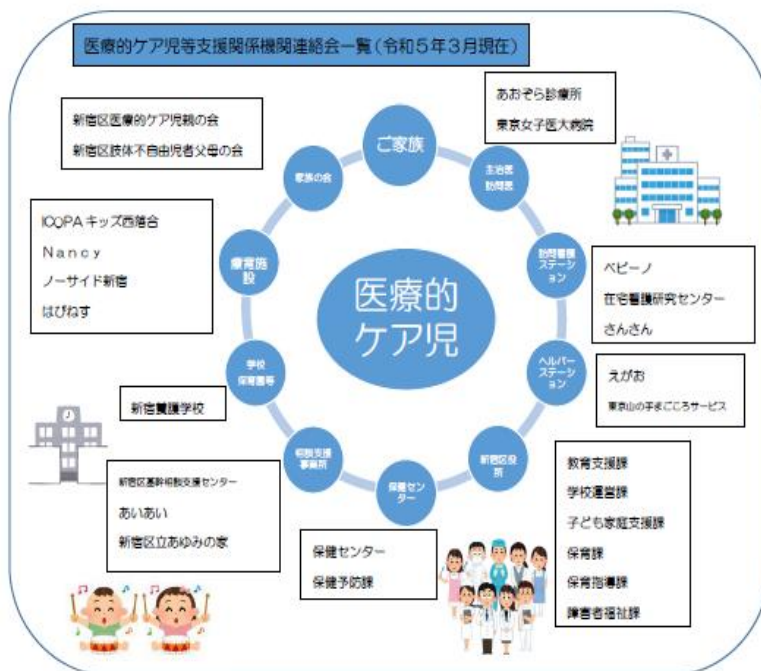 医療的ケア児等支援関係機関連絡会一覧(令和5年3月現在)
あおぞら診療所
東京女子医大病院
新宿区医療的ケア児親の会
新宿区肢体不自由児者父母の会
ご家族
家族の会
主治医
訪問医
ICQPAキッズ西落合
Nancy
ノーサイド新宿
はぴねす
療育施
設
訪問看護
ステーション
ベビーノ
在宅看護研究センター
さんさん
医療的
ケア児
学校
保育園等
ヘルパー
ステーション
えがお
東京山の手まごころサービス
新宿養護学校
相談支援
事業所
新宿区役
所
保健セン
ター
新宿区基幹相談支援センター
あいあい
新宿区立あゆみの家
保健センター
保健予防課
教育支援課
学校運営課
子ども家庭支援課
保育課
保育指導課
障害者福祉課